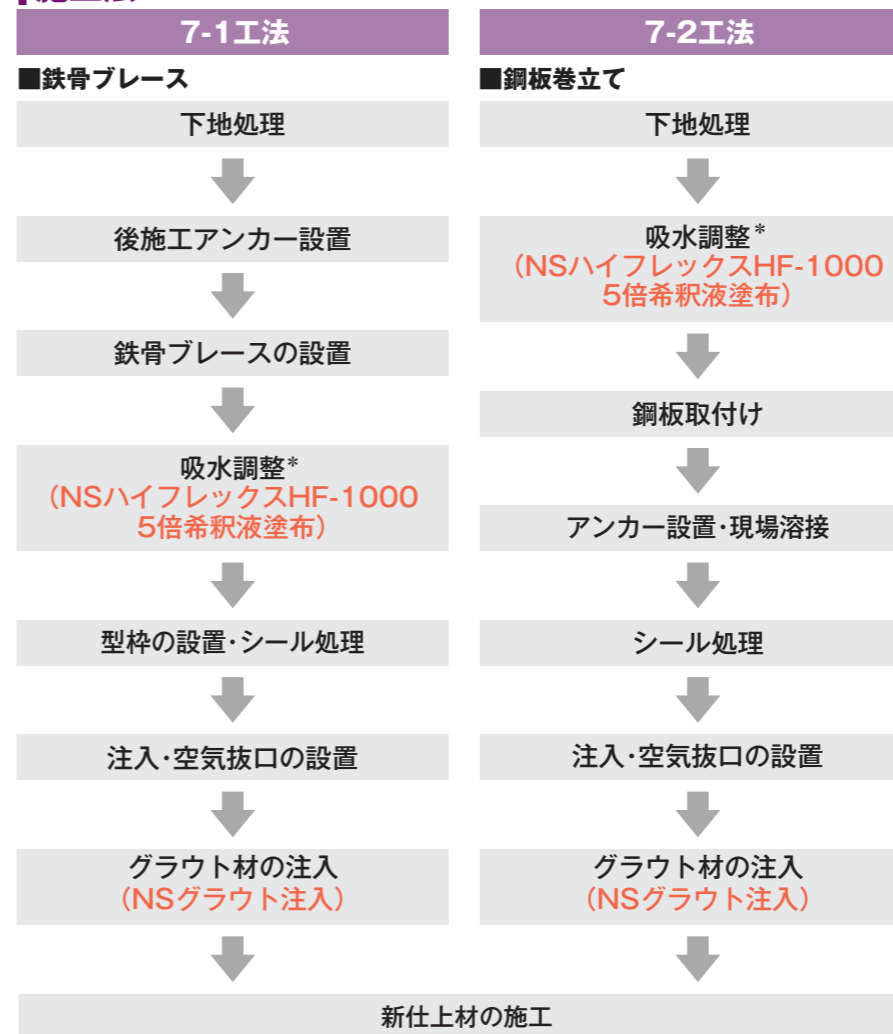 7-1工法
■鉄骨ブレース
下地処理
後施工アンカー設置
鉄骨ブレースの設置
吸水調整*
(NSハイフレックスHF-1000
5倍希釈液塗布)
型枠の設置・シール処理
注入・空気抜口の設置
グラウト材の注入
(NSグラウト注入)
7-2工法
■鋼板巻立て
下地処理
吸水調整*
(NSハイフレックスHF-1000
5倍希釈液塗布)
鋼板取付け
アンカー設置・現場溶接
シール処理
注入・空気抜口の設置
グラウト材の注入
(NSグラウト注入)
新仕上材の施工